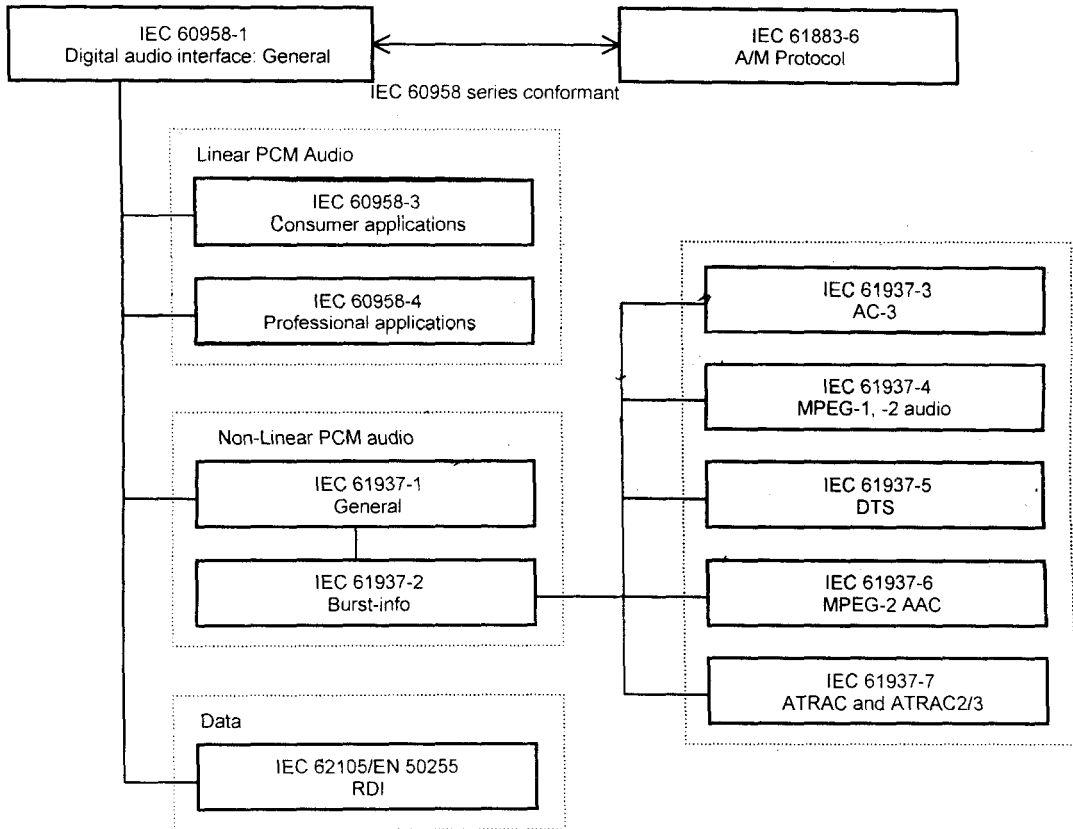 IEC 60958-1
Digital audio interface: General
IEC 61883-6
A/M Protocol
IEC 60958 series conformant
Linear PCM Audio
IEC 60958-3
Consumer applications
IEC 60958-4
Professional applications
Non-Linear PCM audio
IEC 61937-1
General
IEC 61937-2
Burst-info
IEC 61937-3
AC-3
IEC 61937-4
MPEG-1, -2 audio
IEC 61937-5
DTS
IEC 61937-6
MPEG-2 AAC
IEC 61937-7
ATRAC and ATRAC2/3
Data
IEC 62105/EN 50255
RDI